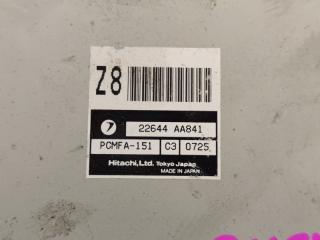 Z8
22644 AA841
PCMFA-151 C3 0725
Hitachi, Ltd. Tokyo Japan
MADE IN JAPAN